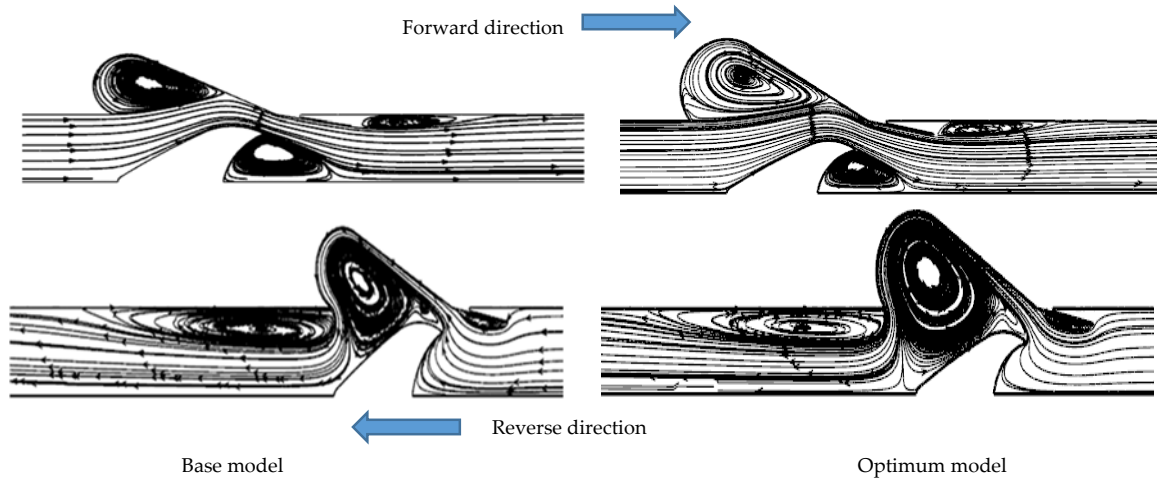 Forward direction
Reverse direction
Base model
Optimum model